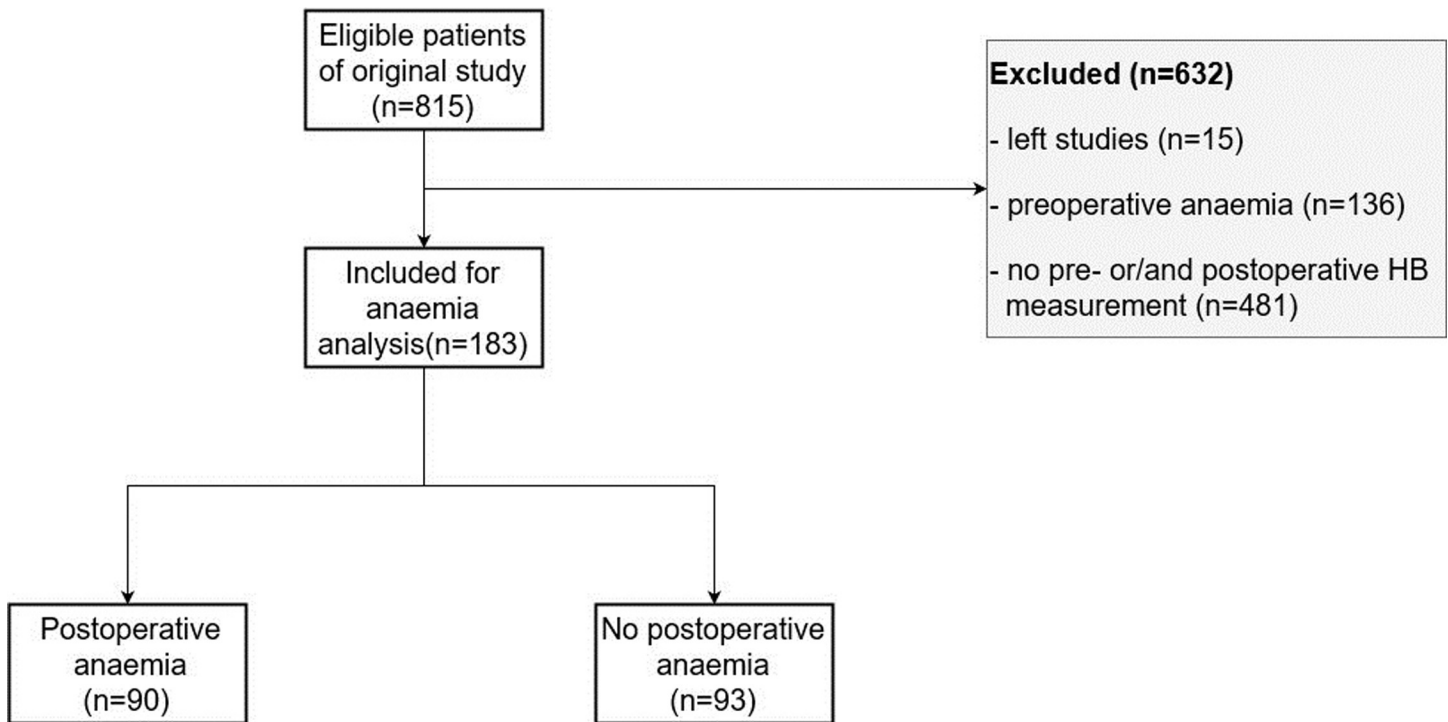 Eligible patients
of original study
(n=815)
Excluded (n=632)
- left studies (n=15)
- preoperative anaemia (n=136)
- no pre- or/and postoperative HB
measurement (n=481)
Included for
anaemia
analysis(n=183)
Postoperative
anaemia
(n=90)
No postoperative
anaemia
(n=93)